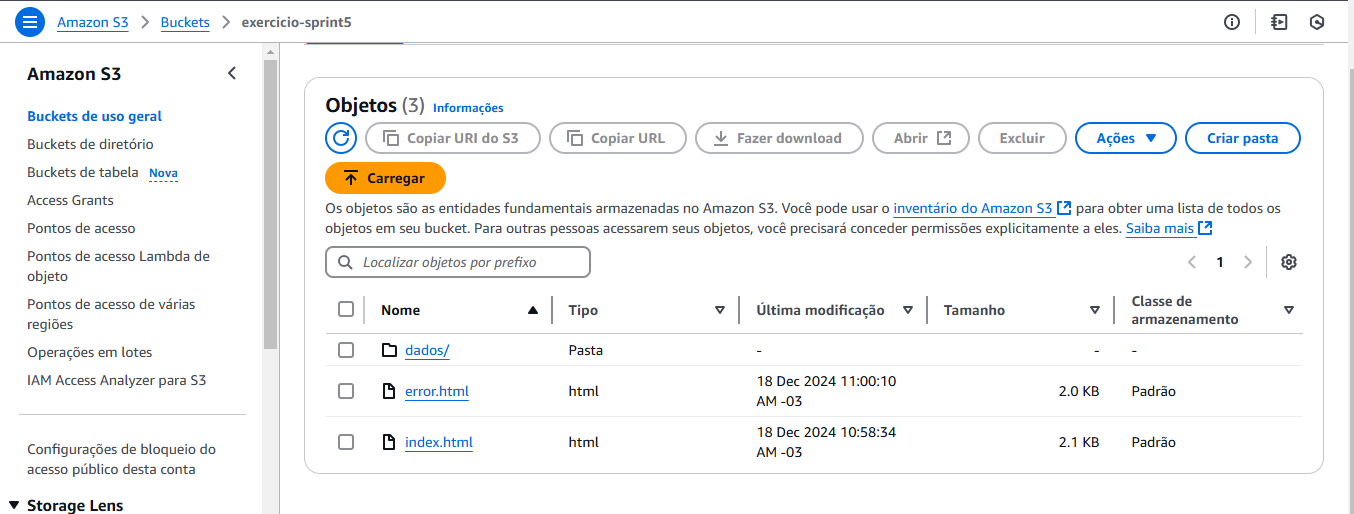 Amazon S3 > Buckets > exercicio-sprint5
Amazon S3
Buckets de uso geral
Buckets de diretório
Buckets de tabela Nova
Access Grants
Pontos de acesso
Pontos de acesso Lambda de
objeto
Pontos de acesso de várias
regiões
Operações em lotes
IAM Access Analyzer para S3
Configurações de bloqueio do
acesso público desta conta
Storage Lens
Objetos (3) Informações
Copiar URI do S3 Copiar URL Fazer download Abrir Excluir Ações Criar pasta
Carregar
Os objetos são as entidades fundamentais armazenadas no Amazon S3. Você pode usar o inventário do Amazon S3 para obter uma lista de todos os
objetos em seu bucket. Para outras pessoas acessarem seus objetos, você precisará conceder permissões explicitamente a eles. Saiba mais
Localizar objetos por prefixo
1
Nome Tipo Última modificação Tamanho Classe de
armazenamento
dados/ Pasta - - -
error.html html 18 Dec 2024 11:00:10 2.0 KB Padrão
AM -03
index.html html 18 Dec 2024 10:58:34 2.1 KB Padrão
AM -03